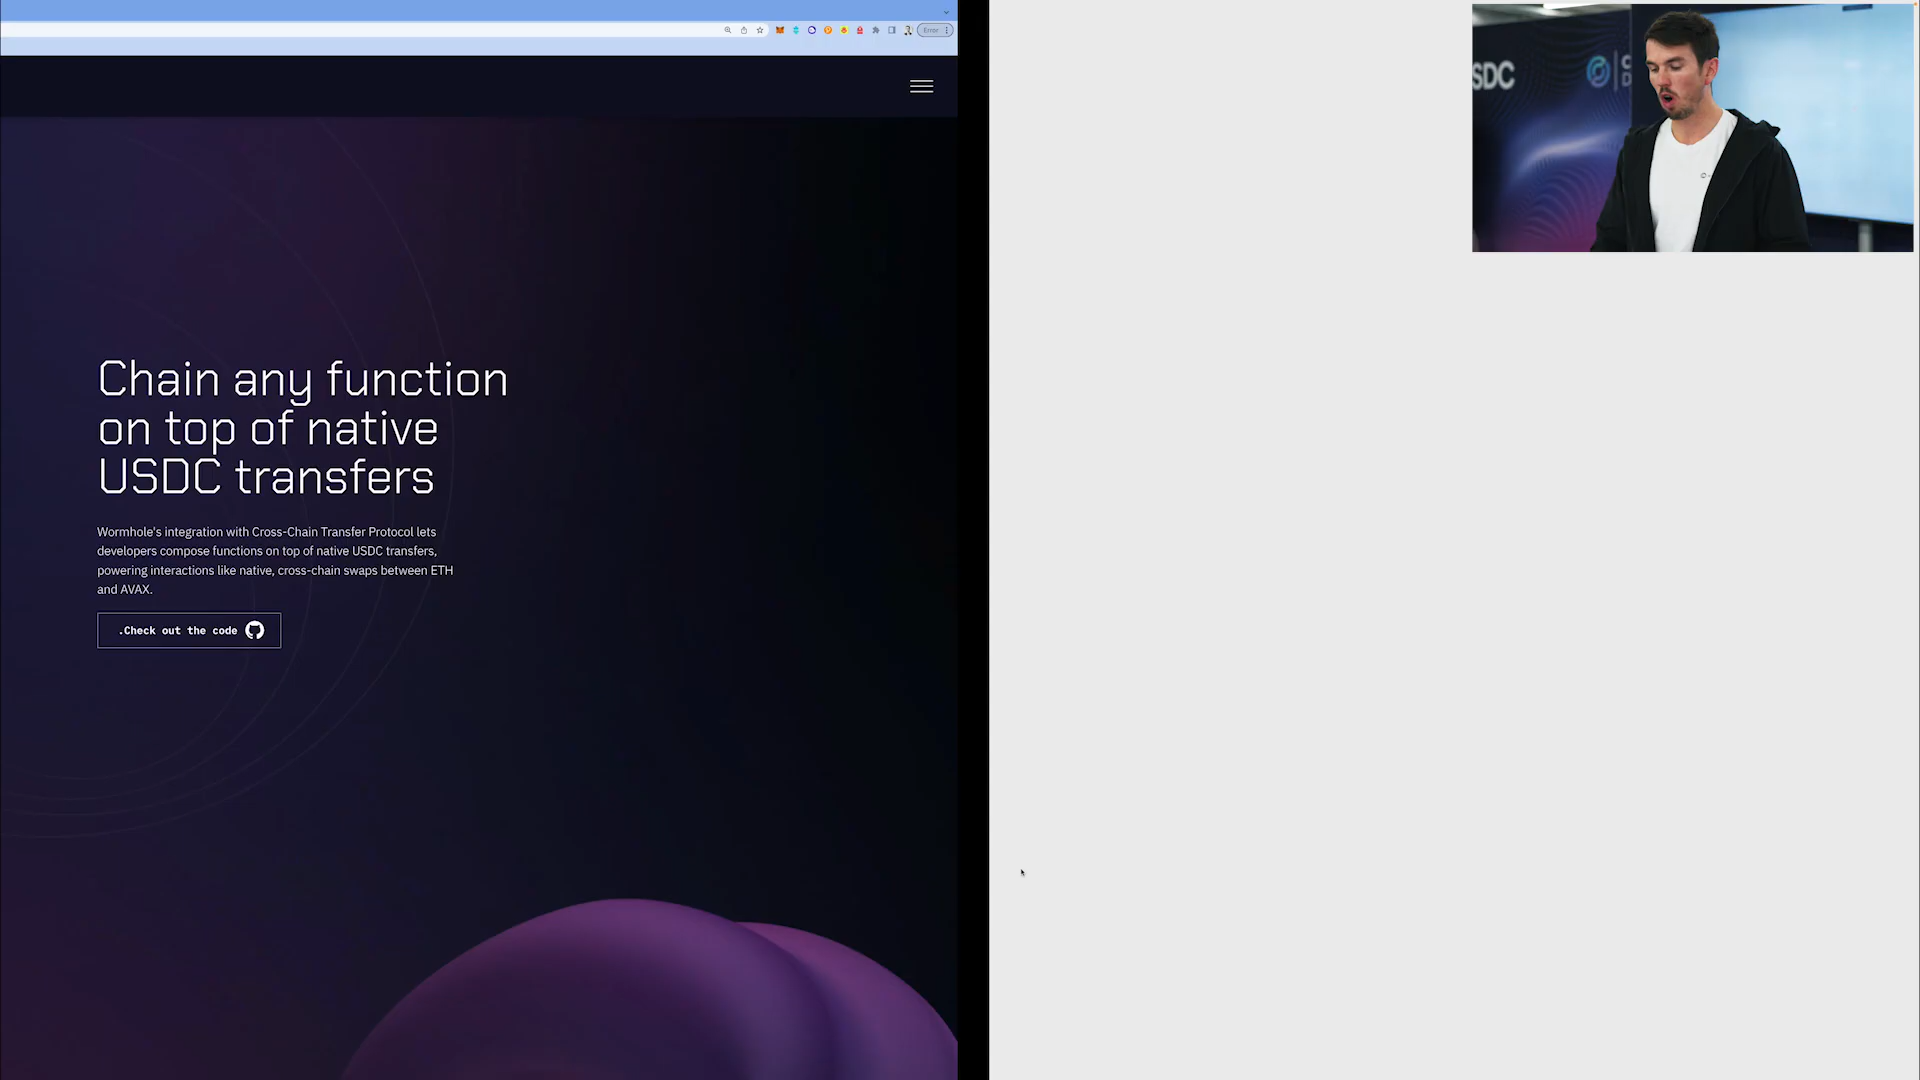 Error
SDC
Chain any function
on top of native
USDC transfers
Wormhole's integration with Cross-Chain Transfer Protocol lets
developers compose functions on top of native USDC transfers,
powering interactions like native, cross-chain swaps between ETH
and AVAX.
.Check out the code